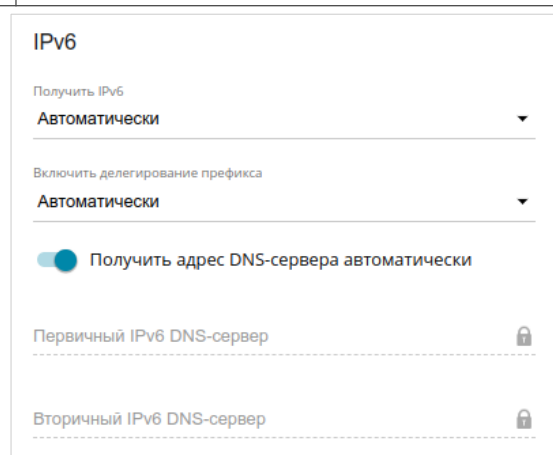 IPv6
Получить IPv6
Автоматически
Включить делегирование префикса
Автоматически
Получить адрес DNS-сервера автоматически
Первичный IPv6 DNS-сервер
Вторичный IPv6 DNS-сервер